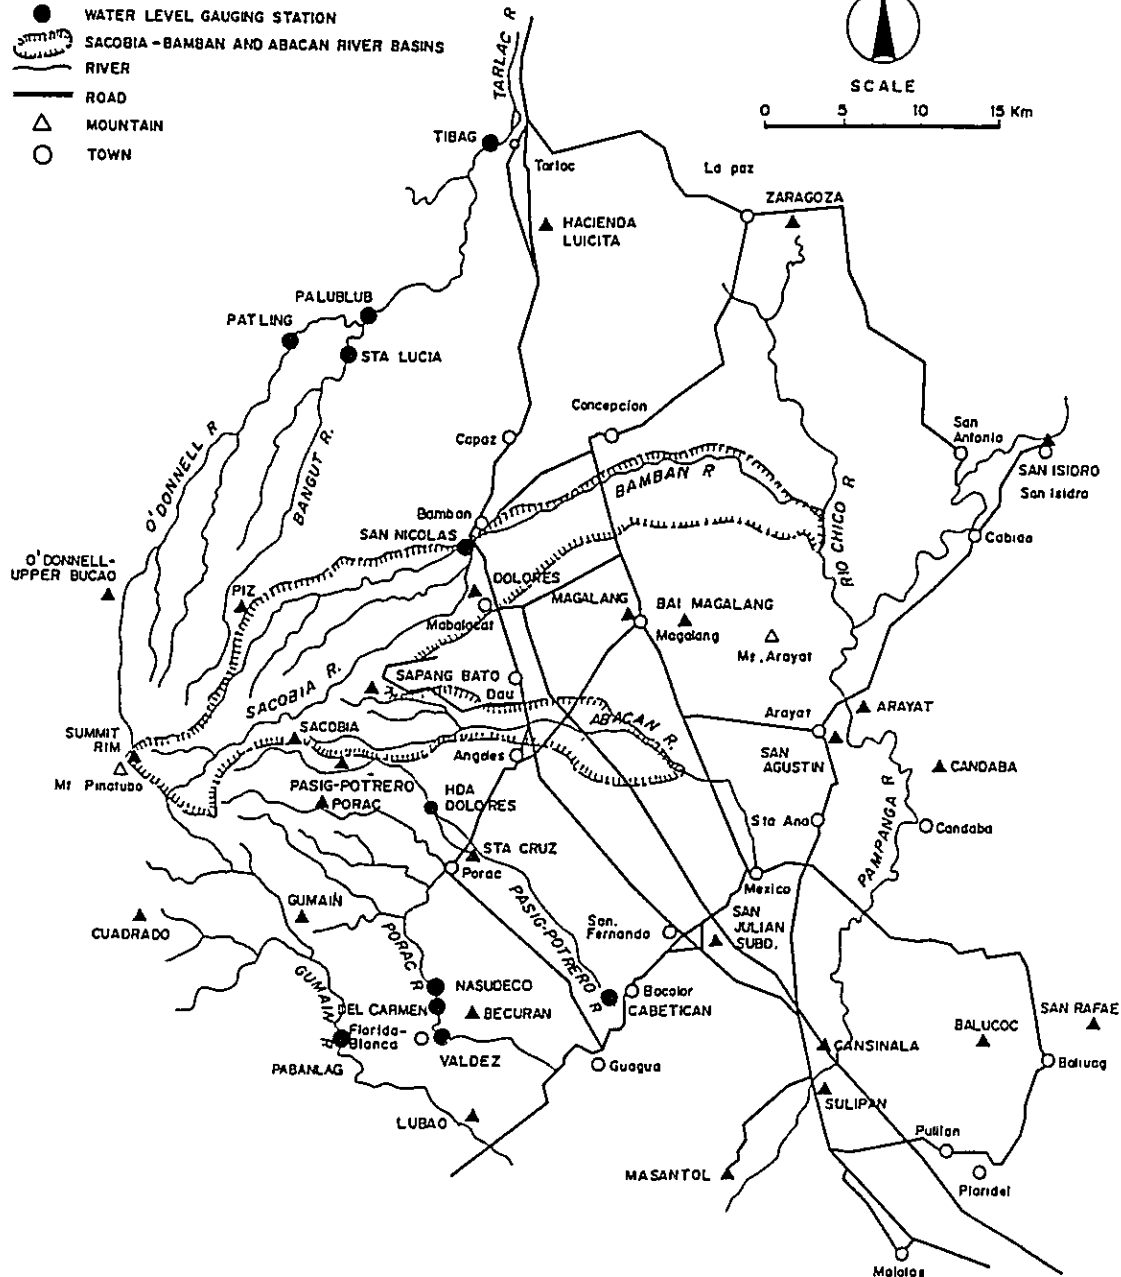 WATER LEVEL GAUGING STATION
SACOBIA-BAMBAN AND ABACAN RIVER BASINS
RIVER
ROAD
MOUNTAIN
TOWN
SCALE
0 5 10 15 Km
TARLAC R
TIBAG
Tarlac
La paz
ZARAGOZA
HACIENDA
LUICITA
PALUBLUB
PATLING
STA LUCIA
Concepcion
Capaz
San
Antonio
SAN ISIDRO
San Isidro
O'DONNELL R
BANGUT R.
BAMBAN R
RIO CHICO R
Bamban
SAN NICOLAS
Cabida
O'DONNELL-
UPPER BUCAO
PIZ
DOLORES
Mabalacat
MAGALANG
BAI MAGALANG
Magalang
Mt. Arayat
SACOBIA R.
SAPANG BATO
Dau
ABACAN R.
Arayat
ARAYAT
SUMMIT
RIM
SACOBIA
Angeles
SAN
AGUSTIN
CANDABA
Mt Pinatubo
PASIG-POTRERO
PORAC
HDA
DOLORES
Sta Ana
Candaba
PAMPANGA R
STA CRUZ
Porac
Mexico
GUMAIN
CUADRADO
PASIG-POTRERO R
San.
Fernando
SAN
JULIAN
SUBD.
PORAC R
GUMAIN R
NASUDECO
DEL CARMEN
BECURAN
Bocolor
CABETICAN
SAN RAFAE
BALUCOC
Florida-
Blanca
VALDEZ
PABANLAG
Guagua
CANSINALA
Baliuag
LUBAO
SULIPAN
Pulilan
MASANTOL
Plaridel
Malolos